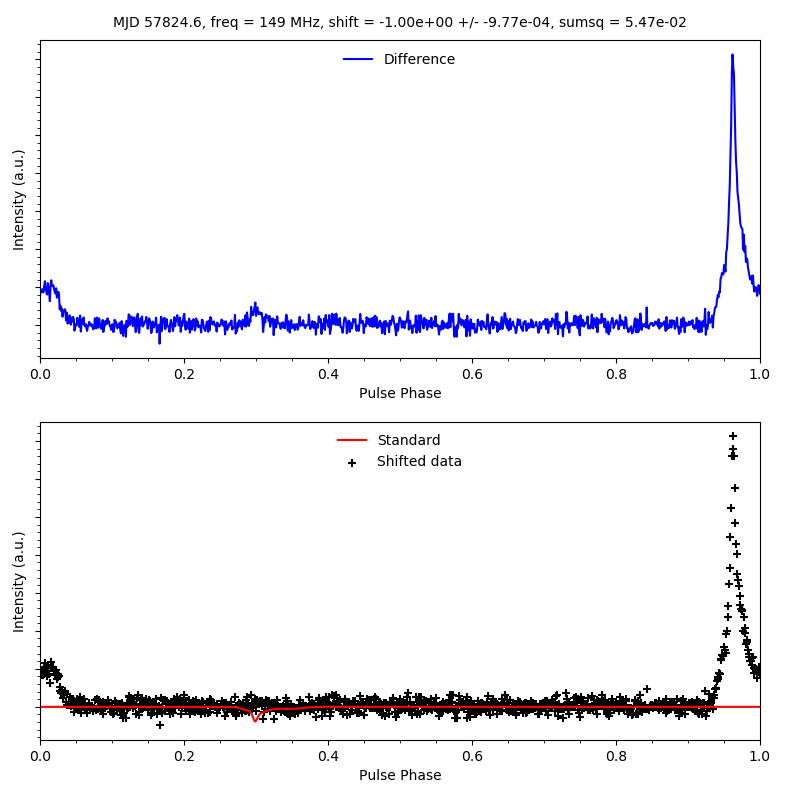 MJD 57824.6, freq = 149 MHz, shift = -1.00e+00 +/- -9.77e-04, sumsq = 5.47e-02
Difference
Intensity (a.u.)
0.0 0.2 0.4 0.6 0.8 1.0
Pulse Phase
Standard
Shifted data
Intensity (a.u.)
0.0 0.2 0.4 0.6 0.8 1.0
Pulse Phase